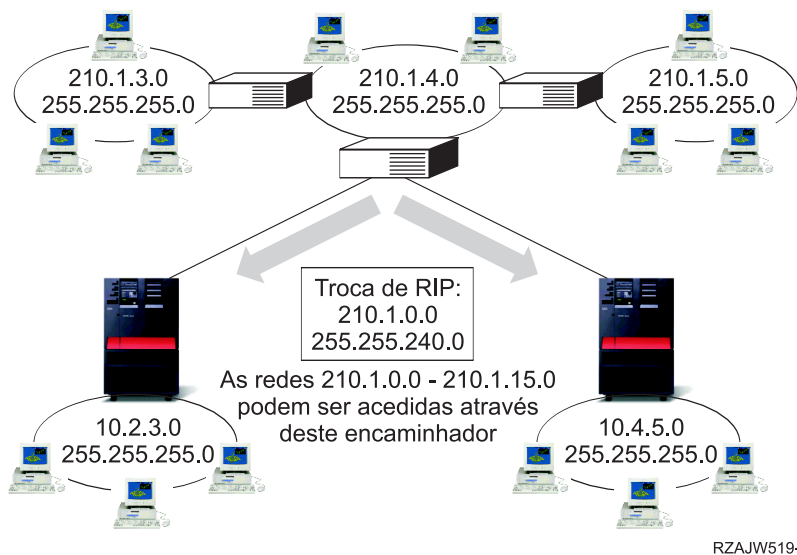 210.1.3.0
255.255.255.0
210.1.4.0
255.255.255.0
210.1.5.0
255.255.255.0
Troca de RIP:
210.1.0.0
255.255.240.0
As redes 210.1.0.0 - 210.1.15.0
podem ser acedidas através
deste encaminhador
10.2.3.0
255.255.255.0
10.4.5.0
255.255.255.0
RZAJW519-